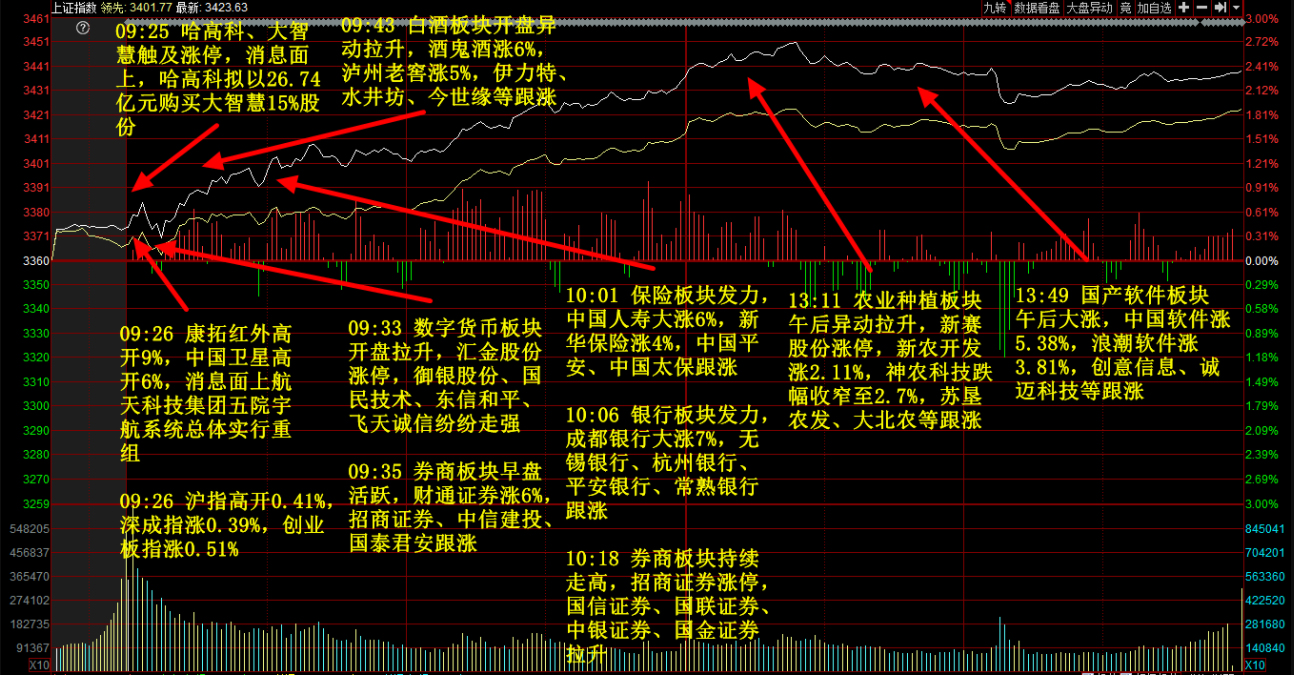 上证指数 领先: 3401.77 最新: 3423.63
九转 数据看盘 大盘异动 竞 加自选
3461
3451
3441
3431
3421
3411
3401
3391
3380
3371
3360
3350
3340
3330
3320
3310
3300
3290
3280
3270
3259
548205
456837
365470
274102
182735
91367
X10
09:25 哈高科、大智
慧触及涨停，消息面
上，哈高科拟以26.74
亿元购买大智慧15%股
份
09:43 白酒板块开盘异
动拉升，酒鬼酒涨6%，
泸州老窖涨5%，伊力特、
水井坊、今世缘等跟涨
09:26 康拓红外高
开9%，中国卫星高
开6%，消息面上航
天科技集团五院宇
航系统总体实行重
组
09:26 沪指高开0.41%，
深成指涨0.39%，创业
板指涨0.51%
09:33 数字货币板块
开盘拉升，汇金股份
涨停，御银股份、国
民技术、东信和平、
飞天诚信纷纷走强
09:35 券商板块早盘
活跃，财通证券涨6%，
招商证券、中信建投、
国泰君安跟涨
10:01 保险板块发力，
中国人寿大涨6%，新
华保险涨4%，中国平
安、中国太保跟涨
10:06 银行板块发力，
成都银行大涨7%，无
锡银行、杭州银行、
平安银行、常熟银行
跟涨
10:18 券商板块持续
走高，招商证券涨停，
国信证券、国联证券、
中银证券、国金证券
拉升
13:11 农业种植板块
午后异动拉升，新赛
股份涨停，新农开发
涨2.11%，神农科技跌
幅收窄至2.7%，苏垦
农发、大北农等跟涨
13:49 国产软件板块
午后大涨，中国软件涨
5.38%，浪潮软件涨
3.81%，创意信息、诚
迈科技等跟涨
3.00%
2.72%
2.41%
2.12%
1.81%
1.51%
1.21%
0.91%
0.61%
0.31%
0.00%
0.29%
0.58%
0.89%
1.18%
1.49%
1.79%
2.09%
2.39%
2.69%
3.00%
845041
704201
563360
422520
281680
140840
X10